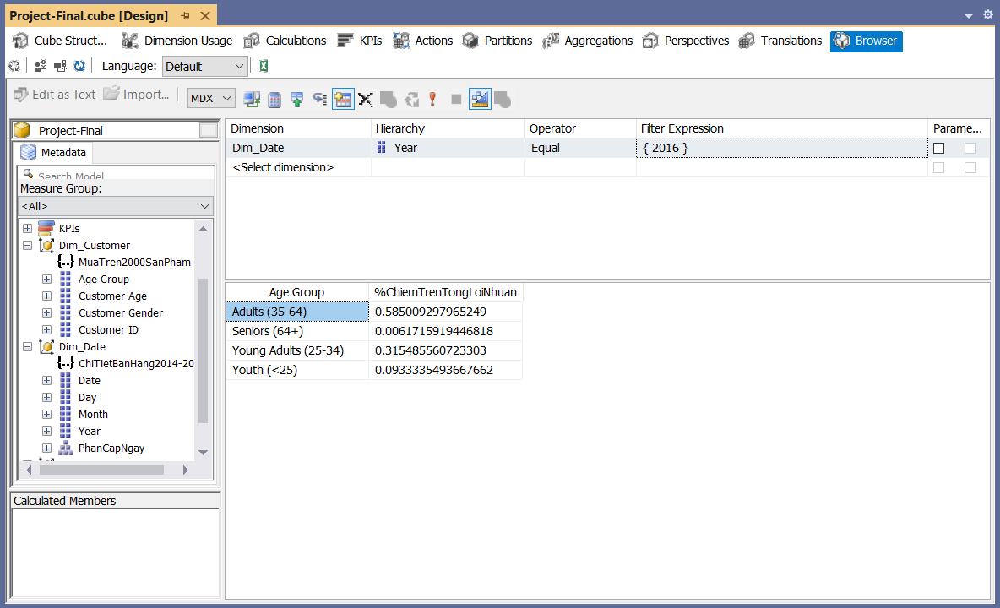 Project-Final.cube [Design]
Cube Struct... Dimension Usage Calculations KPIs Actions Partitions Aggregations Perspectives Translations Browser
Language: Default
Edit as Text Import... MDX
Project-Final
Metadata
Search Model
Measure Group:
<All>
KPIs
Dim_Customer
MuaTren2000SanPham
Age Group
Customer Age
Customer Gender
Customer ID
Dim_Date
ChiTietBanHang2014-20
Date
Day
Month
Year
PhanCapNgay
Calculated Members
Dimension Hierarchy Operator Filter Expression Parame...
Dim_Date Year Equal { 2016 }
<Select dimension>
Age Group %ChiemTrenTongLoiNhuan
Adults (35-64) 0.585009297965249
Seniors (64+) 0.0061715919446818
Young Adults (25-34) 0.315485560723303
Youth (<25) 0.0933335493667662